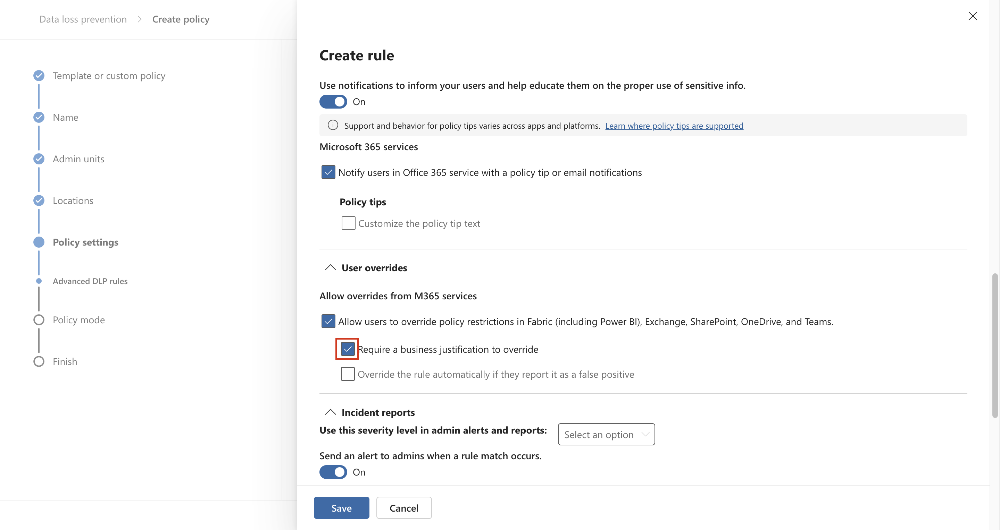 Data loss prevention > Create policy
Template or custom policy
Name
Admin units
Locations
Policy settings
Advanced DLP rules
Policy mode
Finish
Create rule
Use notifications to inform your users and help educate them on the proper use of sensitive info.
On
Support and behavior for policy tips varies across apps and platforms. Learn where policy tips are supported
Microsoft 365 services
Notify users in Office 365 service with a policy tip or email notifications
Policy tips
Customize the policy tip text
User overrides
Allow overrides from M365 services
Allow users to override policy restrictions in Fabric (including Power BI), Exchange, SharePoint, OneDrive, and Teams.
Require a business justification to override
Override the rule automatically if they report it as a false positive
Incident reports
Use this severity level in admin alerts and reports: Select an option
Send an alert to admins when a rule match occurs.
On
Save Cancel